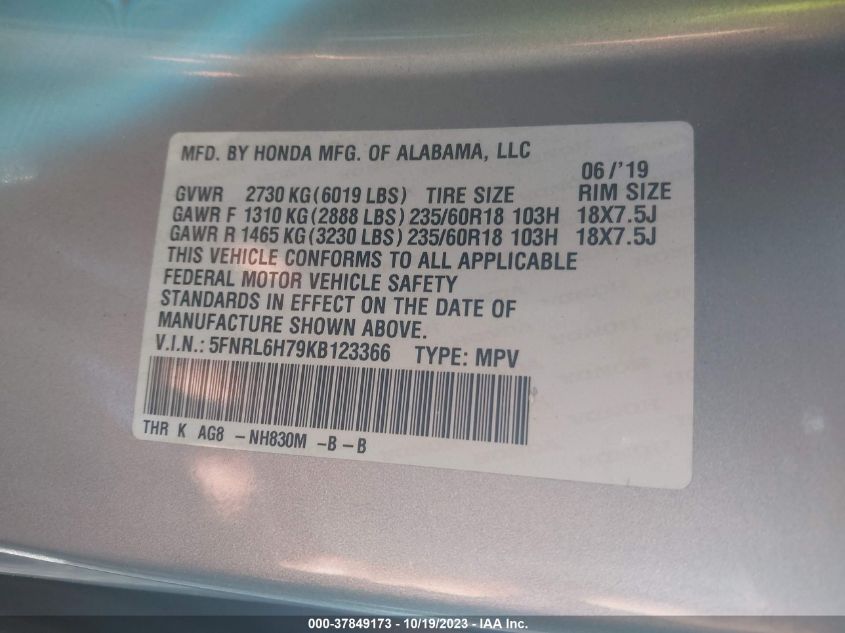 MFD. BY HONDA MFG. OF ALABAMA, LLC
06/'19
GVWR 2730 KG(6019 LBS) TIRE SIZE RIM SIZE
GAWR F 1310 KG(2888 LBS) 235/60R18 103H 18X7.5J
GAWR R 1465 KG(3230 LBS) 235/60R18 103H 18X7.5J
THIS VEHICLE CONFORMS TO ALL APPLICABLE
FEDERAL MOTOR VEHICLE SAFETY
STANDARDS IN EFFECT ON THE DATE OF
MANUFACTURE SHOWN ABOVE.
V.I.N.: 5FNRL6H79KB123366 TYPE: MPV
THR K AG8 - NH830M -B-B
000-37849173 - 10/19/2023 - IAA Inc.